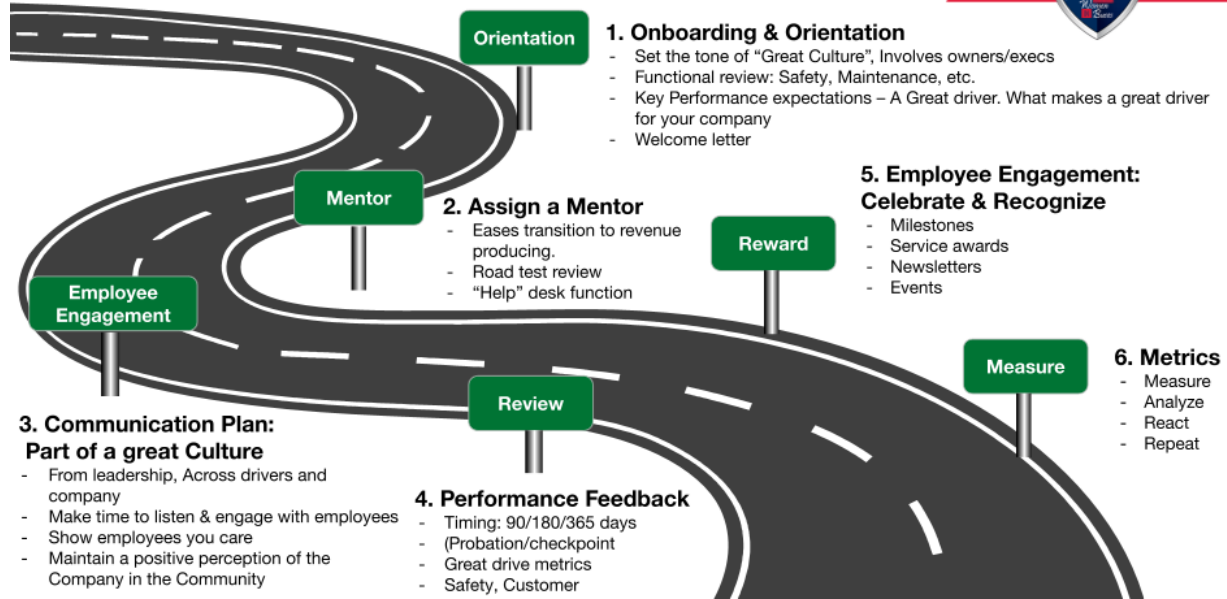 Women
Buses
Orientation
1. Onboarding & Orientation
- Set the tone of “Great Culture”, Involves owners/execs
- Functional review: Safety, Maintenance, etc.
- Key Performance expectations – A Great driver. What makes a great driver
for your company
- Welcome letter
Mentor
2. Assign a Mentor
- Eases transition to revenue
producing.
- Road test review
- “Help” desk function
Reward
5. Employee Engagement:
Celebrate & Recognize
- Milestones
- Service awards
- Newsletters
- Events
Employee
Engagement
3. Communication Plan:
Part of a great Culture
- From leadership, Across drivers and
company
- Make time to listen & engage with employees
- Show employees you care
- Maintain a positive perception of the
Company in the Community
Review
4. Performance Feedback
- Timing: 90/180/365 days
- (Probation/checkpoint
- Great drive metrics
- Safety, Customer
Measure
6. Metrics
- Measure
- Analyze
- React
- Repeat